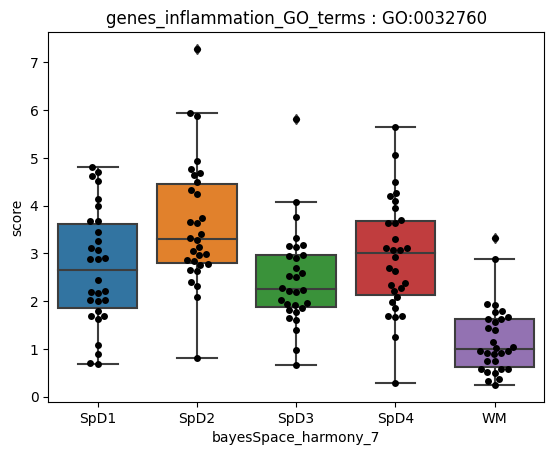 genes_inflammation_GO_terms : GO:0032760
score
7
6
5
4
3
2
1
0
SpD1 SpD2 SpD3 SpD4 WM
bayesSpace_harmony_7